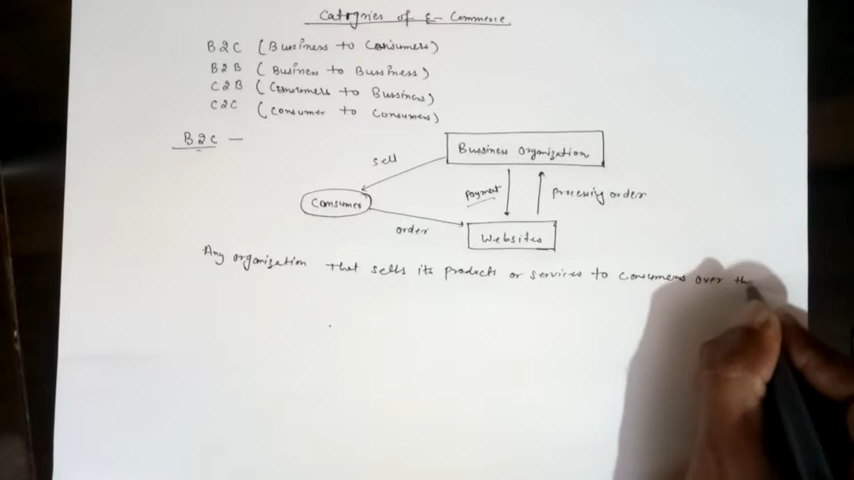 Catogries of E- Commerce
B2C (Bussiness to Consumers)
B2B (Business to Bussiness)
C2B (Consumers to Bussiness)
C2C (Consumer to Consumers)
B2C -
Bussiness Organization
sell
payment
Processing order
Consumer
order
Websites
Any organization that sells its products or services to consumers over th